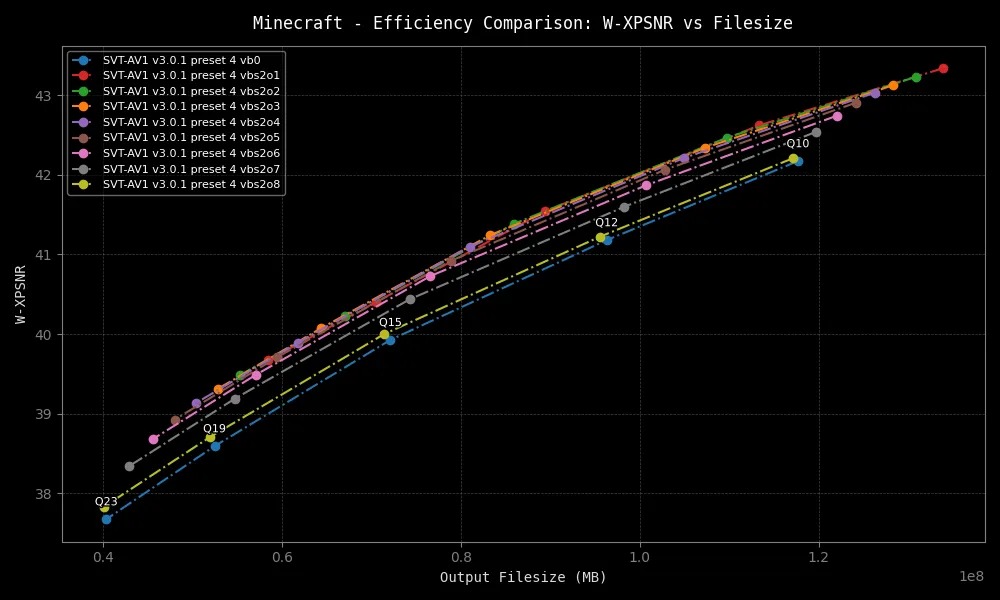 Minecraft - Efficiency Comparison: W-XPSNR vs Filesize
SVT-AV1 v3.0.1 preset 4 vb0
SVT-AV1 v3.0.1 preset 4 vbs2o1
SVT-AV1 v3.0.1 preset 4 vbs2o2
SVT-AV1 v3.0.1 preset 4 vbs2o3
SVT-AV1 v3.0.1 preset 4 vbs2o4
SVT-AV1 v3.0.1 preset 4 vbs2o5
SVT-AV1 v3.0.1 preset 4 vbs2o6
SVT-AV1 v3.0.1 preset 4 vbs2o7
SVT-AV1 v3.0.1 preset 4 vbs2o8
43
42
41
40
39
38
W-XPSNR
Q10
Q12
Q15
Q19
Q23
0.4 0.6 0.8 1.0 1.2
1e8
Output Filesize (MB)